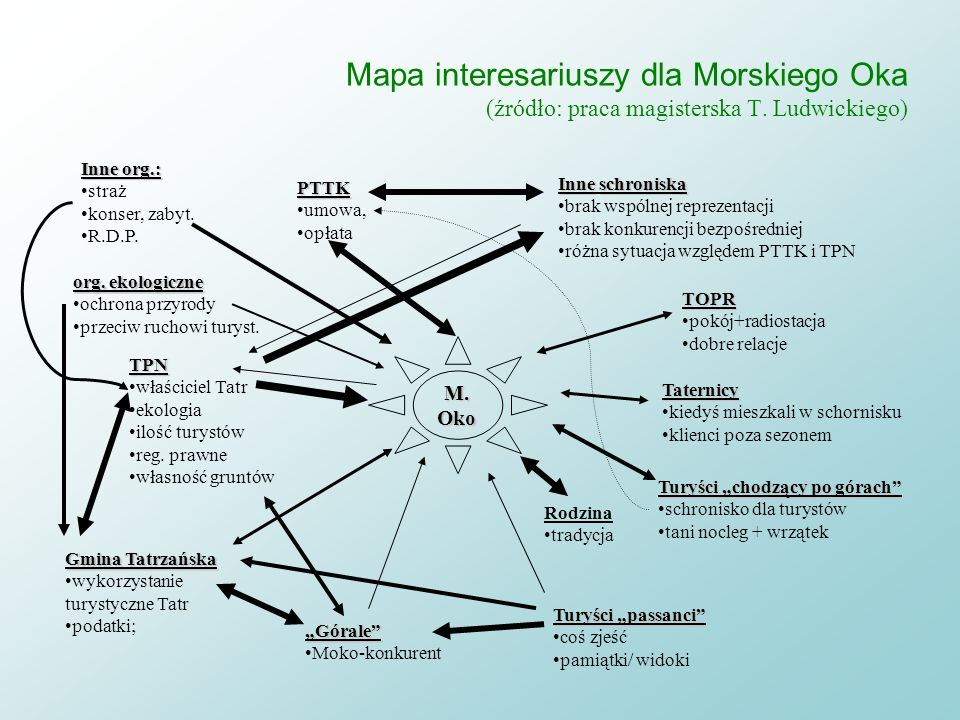 Mapa interesariuszy dla Morskiego Oka
(źródło: praca magisterska T. Ludwickiego)
Inne org.:
•straż
•konser, zabyt.
•R.D.P.
PTTK
•umowa,
•opłata
Inne schroniska
•brak wspólnej reprezentacji
•brak konkurencji bezpośredniej
•różna sytuacja względem PTTK i TPN
org. ekologiczne
•ochrona przyrody
•przeciw ruchowi turyst.
TOPR
•pokój+radiostacja
•dobre relacje
TPN
•właściciel Tatr
•ekologia
•ilość turystów
•reg. prawne
•własność gruntów
M.
Oko
Taternicy
•kiedyś mieszkali w schornisku
•klienci poza sezonem
Turyści „chodzący po górach”
•schronisko dla turystów
•tani nocleg + wrzątek
Rodzina
•tradycja
Gmina Tatrzańska
•wykorzystanie
turystyczne Tatr
•podatki;
„Górale”
•Moko-konkurent
Turyści „passanci”
•coś zjeść
•pamiątki/ widoki